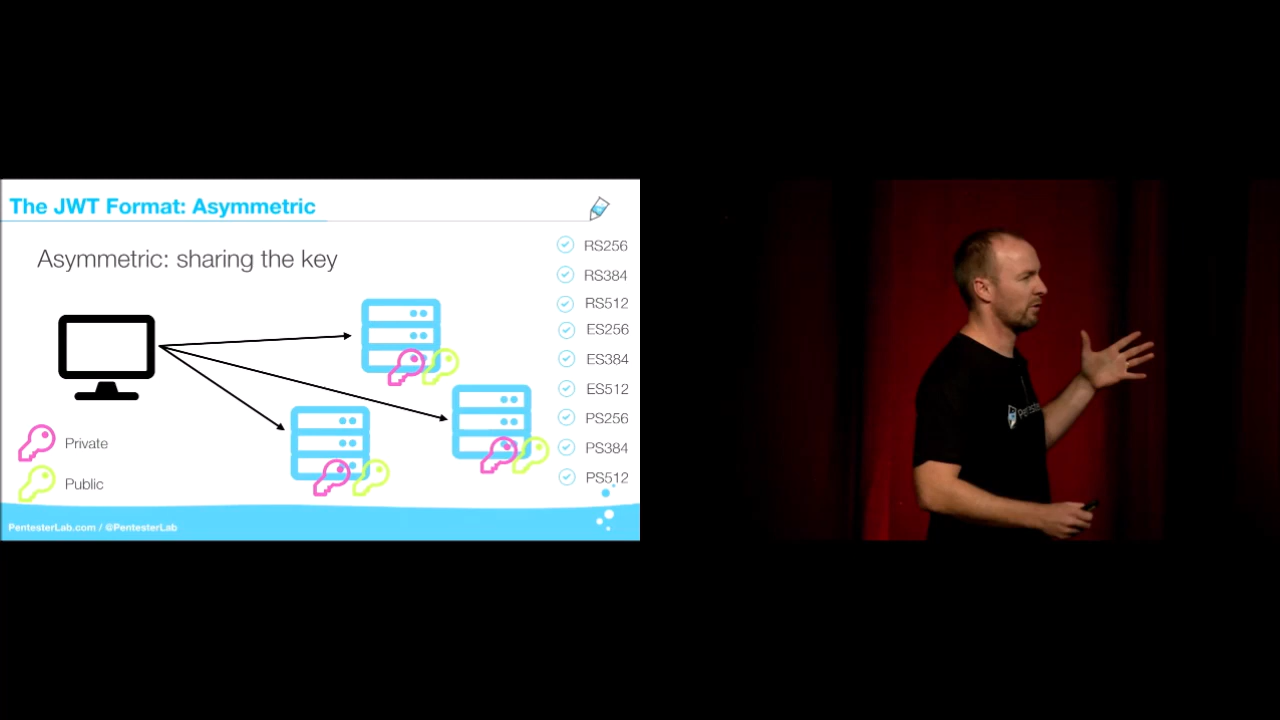 The JWT Format: Asymmetric
Asymmetric: sharing the key
RS256
RS384
RS512
ES256
ES384
ES512
PS256
PS384
PS512
Private
Public
PentesterLab.com / @PentesterLab